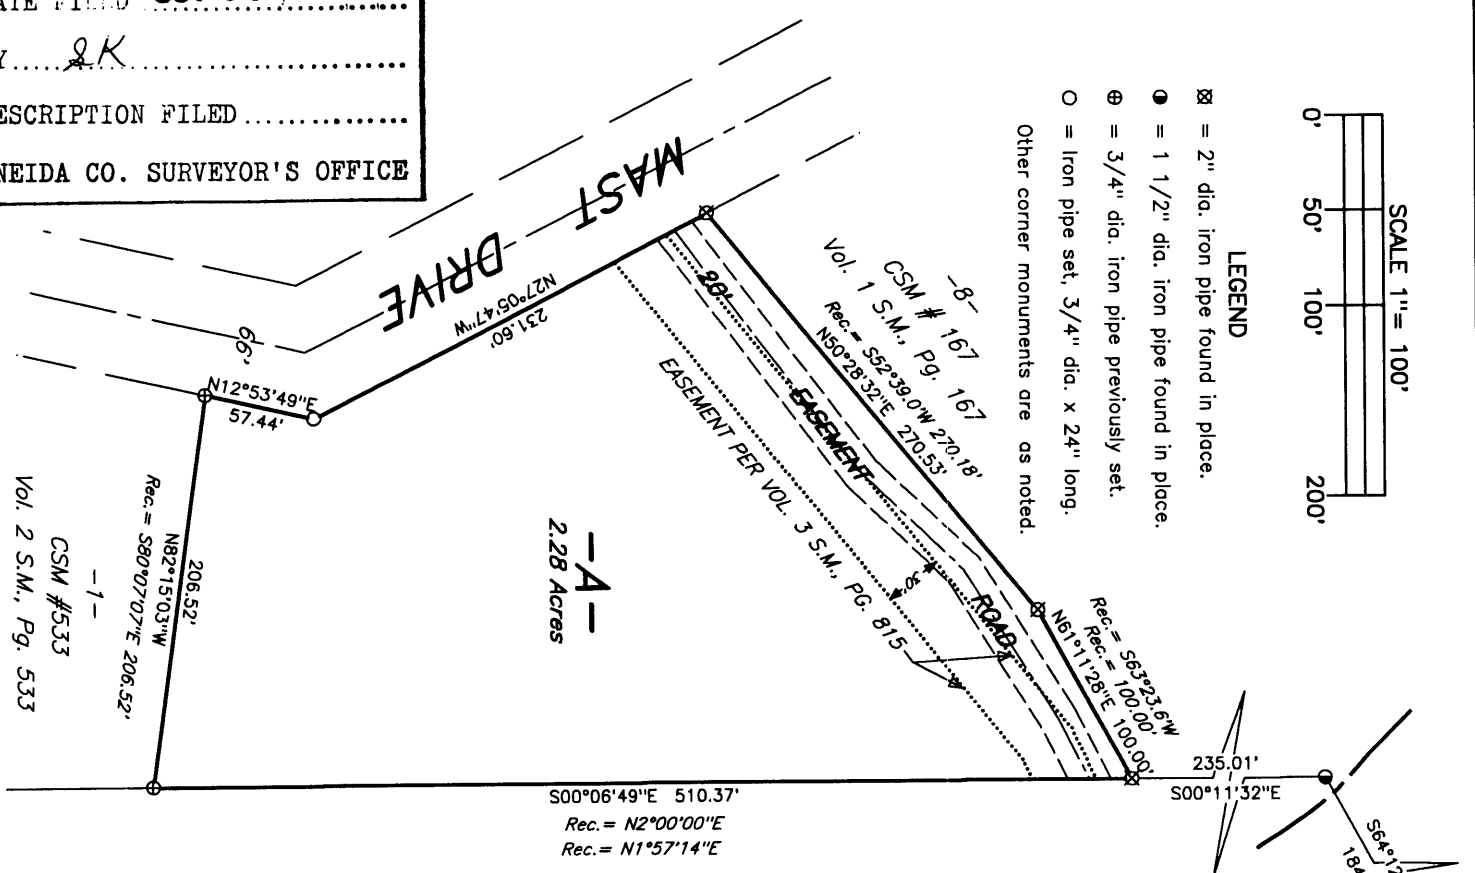 SK
DESCRIPTION FILED
ONEIDA CO. SURVEYOR'S OFFICE
SCALE 1"= 100'
0' 50' 100' 200'
LEGEND
⊠ = 2" dia. iron pipe found in place.
◒ = 1 1/2" dia. iron pipe found in place.
⊕ = 3/4" dia. iron pipe previously set.
○ = Iron pipe set, 3/4" dia. x 24" long.
Other corner monuments are as noted.
MAST DRIVE
66'
N27°05'47"W
231.60'
N12°53'49"E
57.44'
-8-
CSM # 167
Vol. 1 S.M., Pg. 167
Rec.= S52°39.0'W 270.18'
N50°28'32"E 270.53'
20'
EASEMENT ROAD
EASEMENT PER VOL. 3 S.M., PG. 815
30'
Rec.= S63°23.6'W
Rec.= 100.00'
N61°11'28"E 100.00'
-A-
2.28 Acres
206.52'
N82°15'03"W
Rec.= S80°07'07"E 206.52'
-1-
CSM #533
Vol. 2 S.M., Pg. 533
S00°06'49"E 510.37'
Rec.= N2°00'00"E
Rec.= N1°57'14"E
235.01'
S00°11'32"E